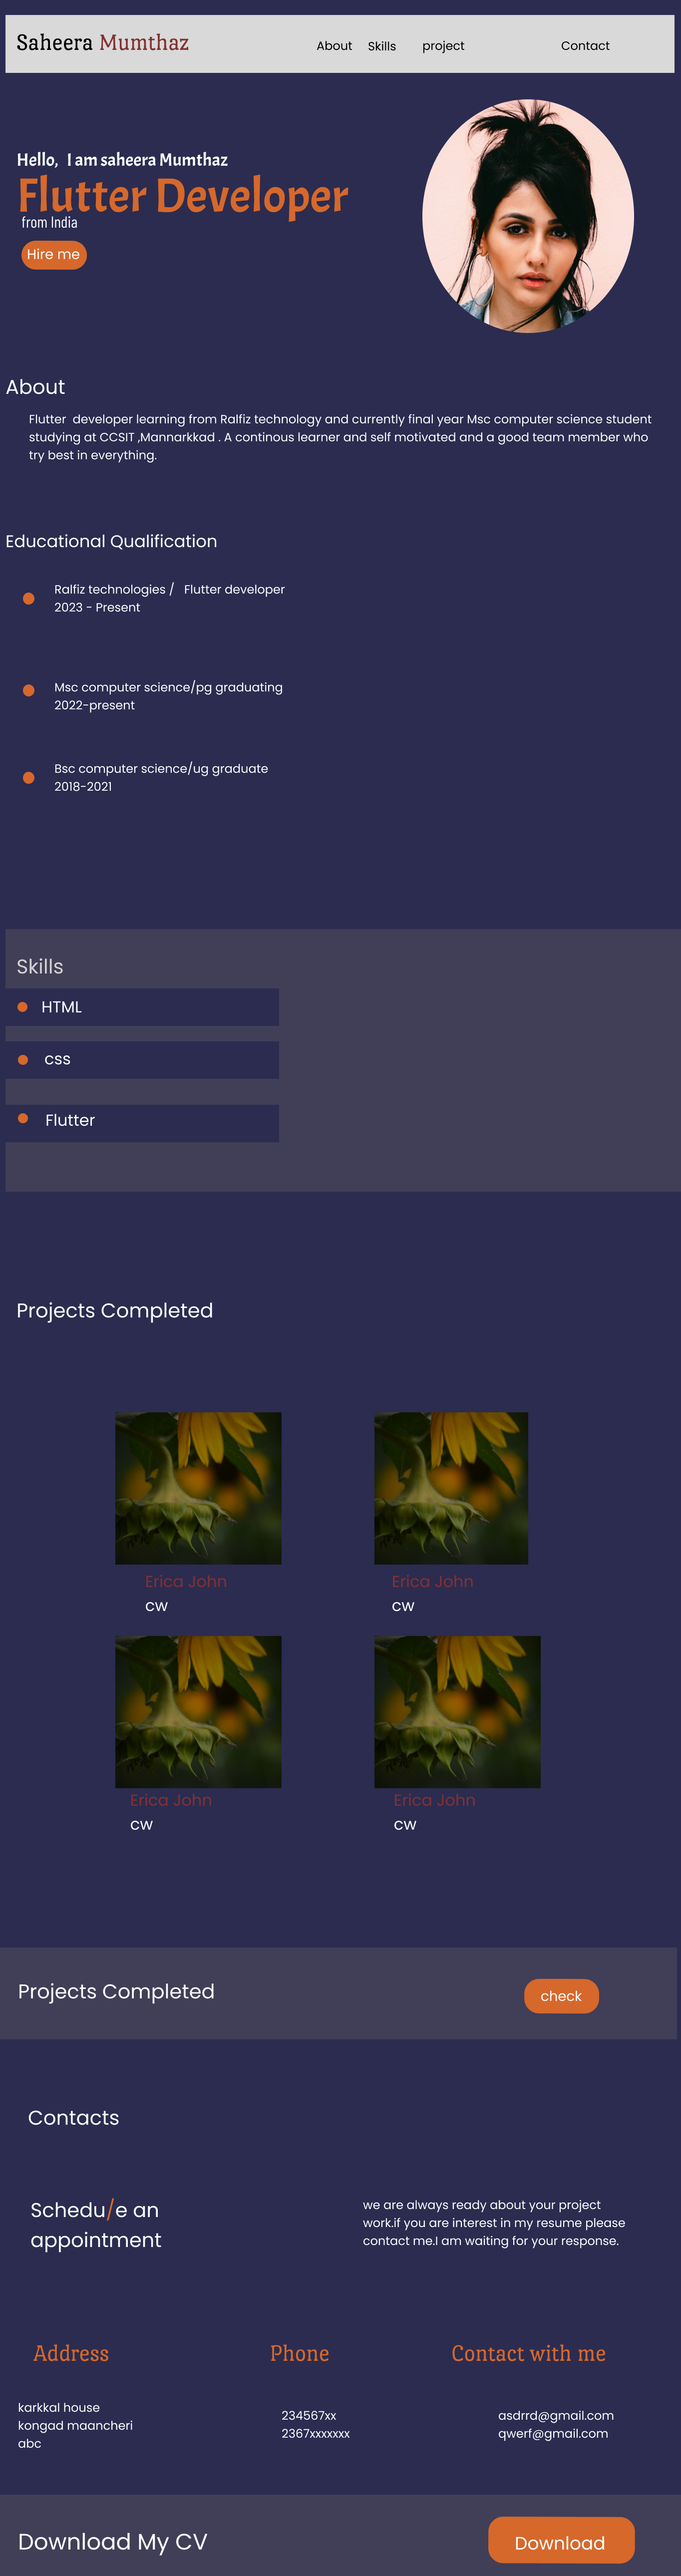 Saheera Mumthaz
About Skills project Contact
Hello, I am saheera Mumthaz
Flutter Developer
from India
Hire me
About
Flutter developer learning from Ralfiz technology and currently final year Msc computer science student
studying at CCSIT ,Mannarkkad . A continous learner and self motivated and a good team member who
try best in everything.
Educational Qualification
Ralfiz technologies / Flutter developer
2023 - Present
Msc computer science/pg graduating
2022-present
Bsc computer science/ug graduate
2018-2021
Skills
HTML
css
Flutter
Projects Completed
Erica John
cw
Erica John
cw
Erica John
cw
Erica John
cw
Projects Completed
check
Contacts
Schedu/e an
appointment
we are always ready about your project
work.if you are interest in my resume please
contact me.I am waiting for your response.
Address
karkkal house
kongad maancheri
abc
Phone
234567xx
2367xxxxxxx
Contact with me
asdrrd@gmail.com
qwerf@gmail.com
Download My CV
Download